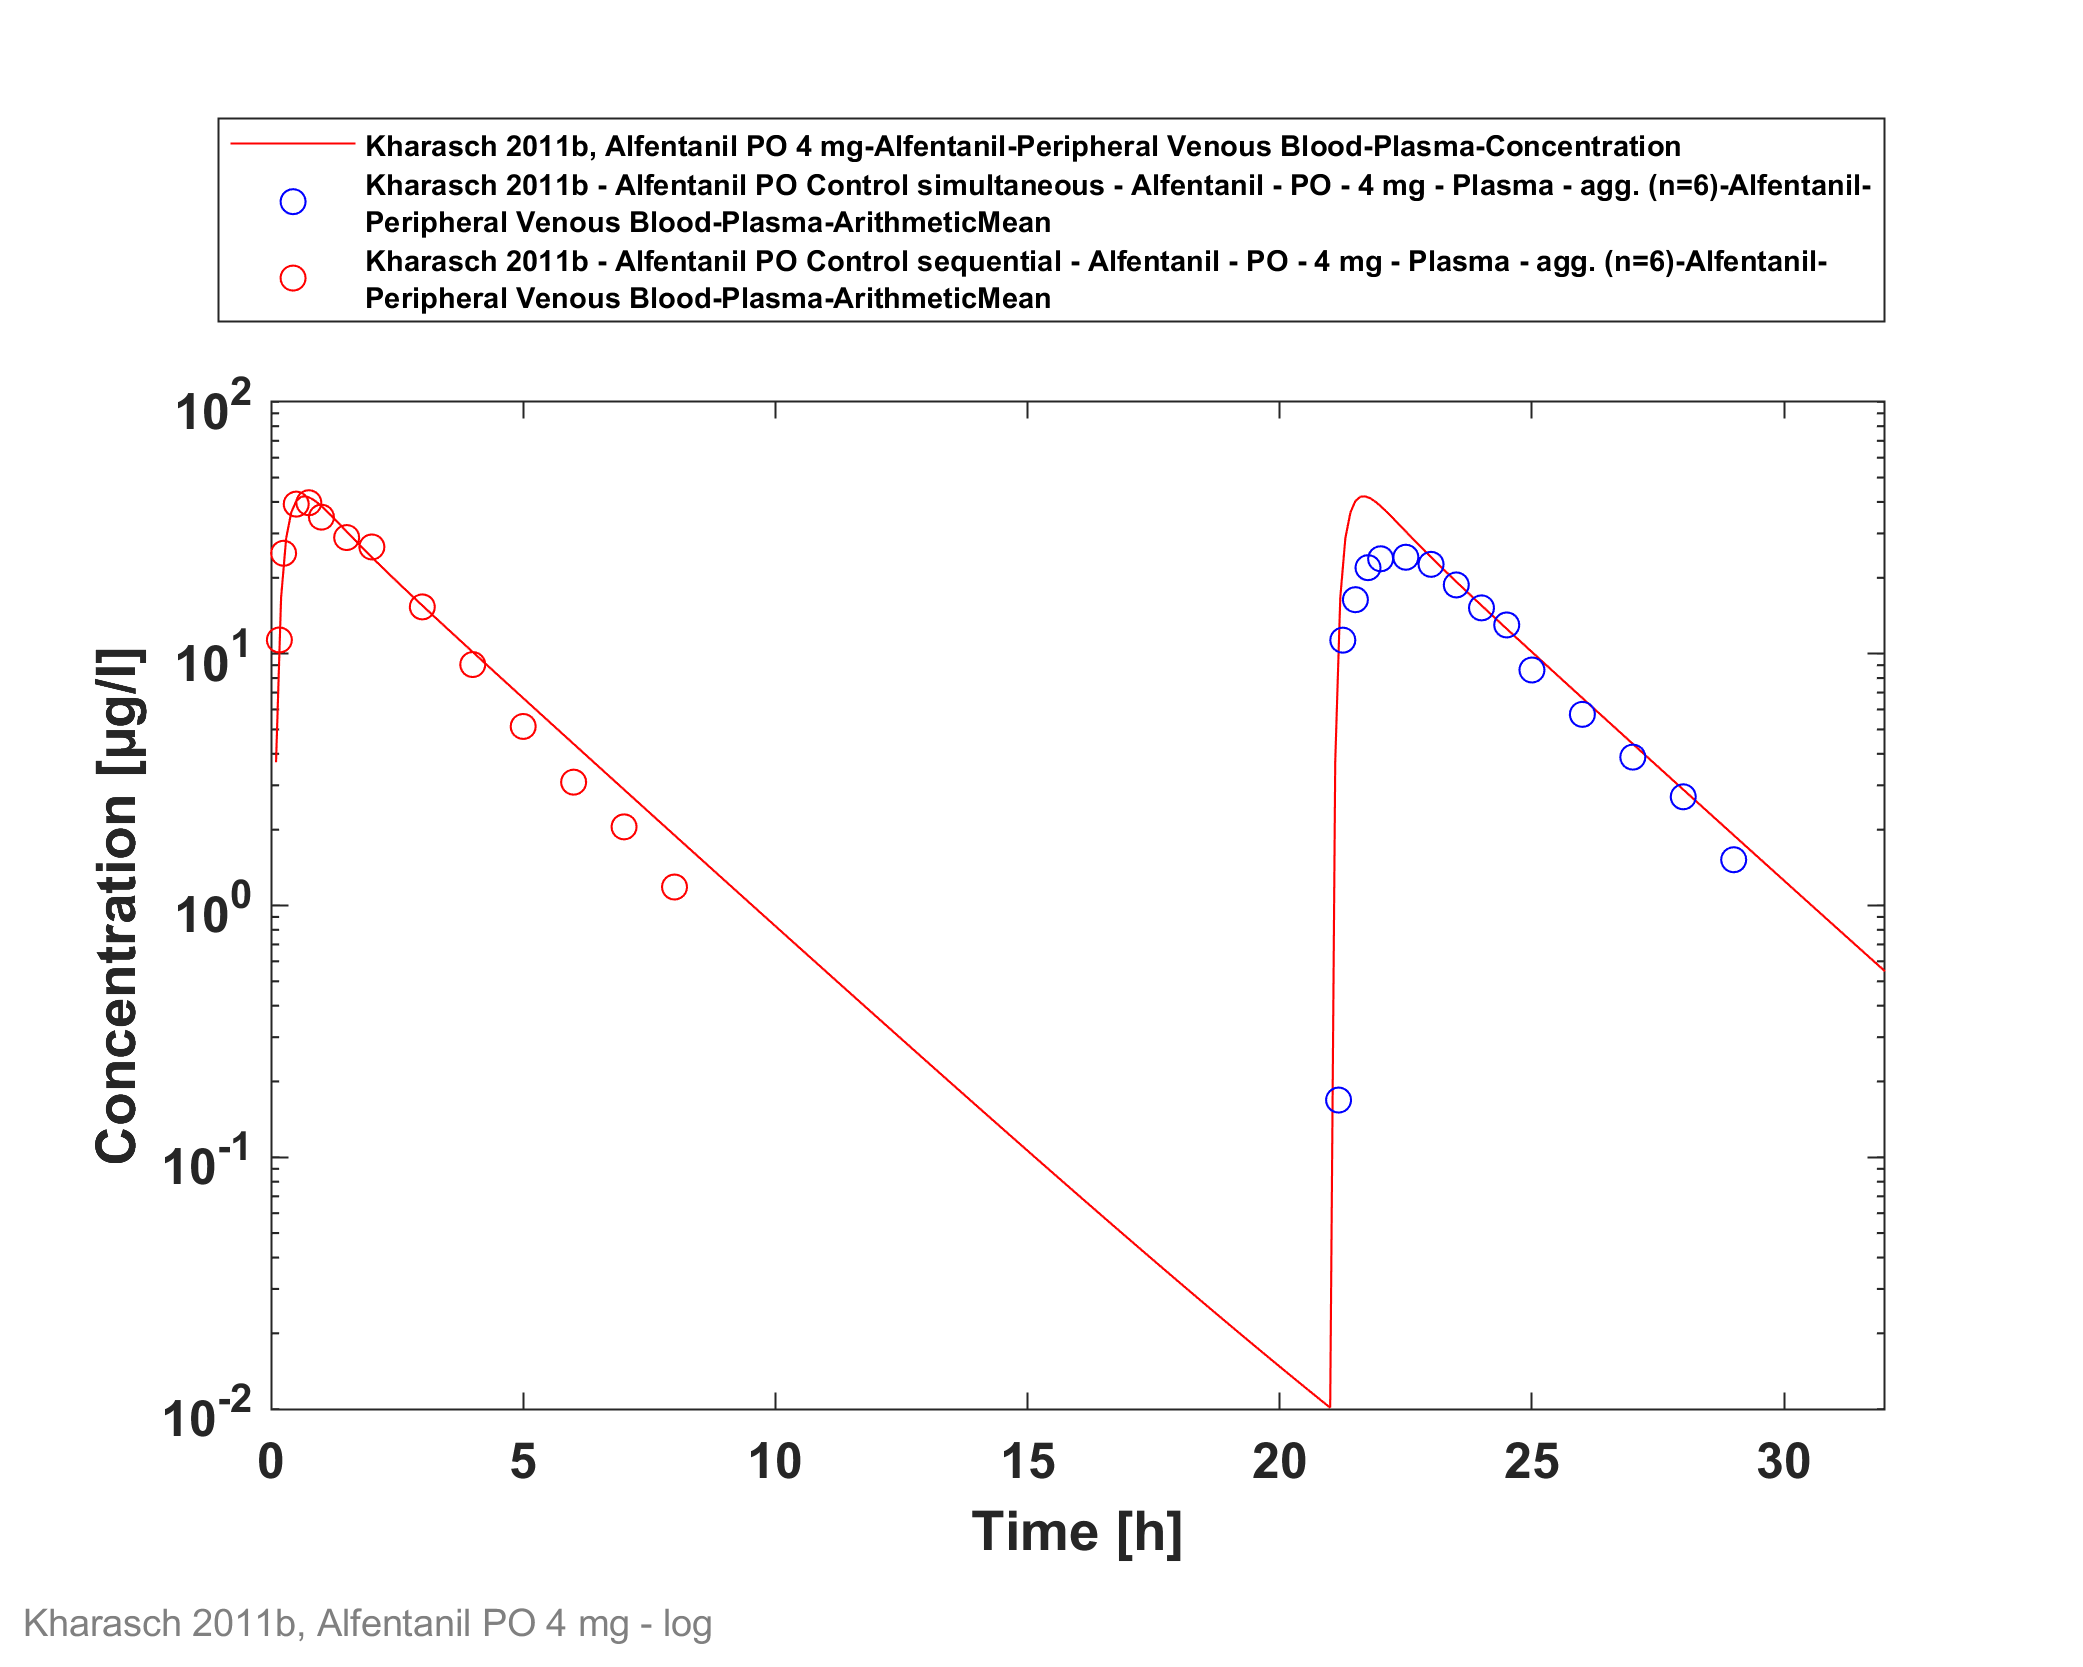 Kharasch 2011b, Alfentanil PO 4 mg-Alfentanil-Peripheral Venous Blood-Plasma-Concentration
Kharasch 2011b - Alfentanil PO Control simultaneous - Alfentanil - PO - 4 mg - Plasma - agg. (n=6)-Alfentanil-
Peripheral Venous Blood-Plasma-ArithmeticMean
Kharasch 2011b - Alfentanil PO Control sequential - Alfentanil - PO - 4 mg - Plasma - agg. (n=6)-Alfentanil-
Peripheral Venous Blood-Plasma-ArithmeticMean
10^2
10^1
10^0
10^-1
10^-2
Concentration [µg/l]
0 5 10 15 20 25 30
Time [h]
Kharasch 2011b, Alfentanil PO 4 mg - log